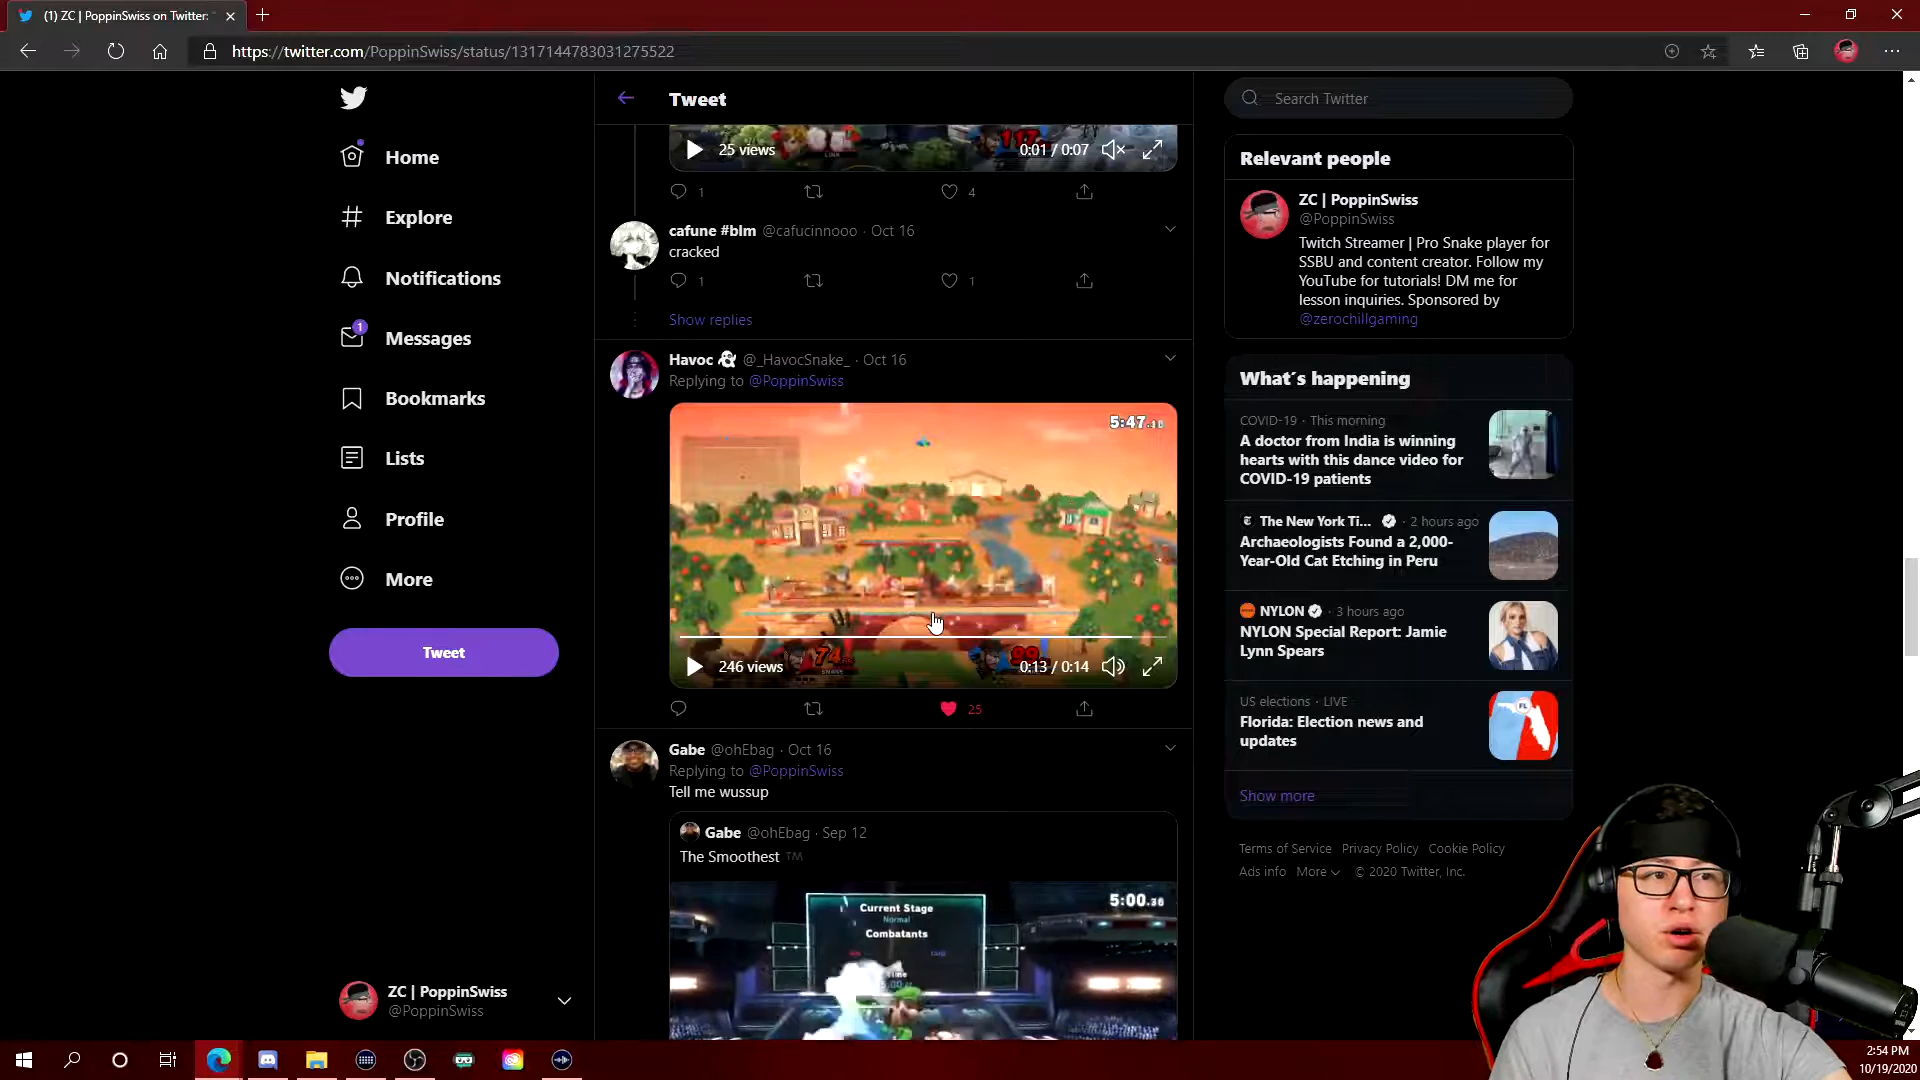 (1) ZC | PoppinSwiss on Twitter: "
https://twitter.com/PoppinSwiss/status/1317144783031275522
Home
Explore
Notifications
1
Messages
Bookmarks
Lists
Profile
More
Tweet
ZC | PoppinSwiss
@PoppinSwiss
Tweet
117
LINK
25 views
0:01 / 0:07
1
4
cafune #blm @cafucinnooo · Oct 16
cracked
1
1
Show replies
Havoc @_HavocSnake_ · Oct 16
Replying to @PoppinSwiss
5:47
74
99
246 views
0:13 / 0:14
25
Gabe @ohEbag · Oct 16
Replying to @PoppinSwiss
Tell me wussup
Gabe @ohEbag · Sep 12
The Smoothest ™
5:00.36
Current Stage
Normal
Combatants
Search Twitter
Relevant people
ZC | PoppinSwiss
@PoppinSwiss
Twitch Streamer | Pro Snake player for
SSBU and content creator. Follow my
YouTube for tutorials! DM me for
lesson inquiries. Sponsored by
@zerochillgaming
What's happening
COVID-19 · This morning
A doctor from India is winning
hearts with this dance video for
COVID-19 patients
The New York Ti... · 2 hours ago
Archaeologists Found a 2,000-
Year-Old Cat Etching in Peru
NYLON · 3 hours ago
NYLON Special Report: Jamie
Lynn Spears
US elections · LIVE
Florida: Election news and
updates
FL
Show more
Terms of Service Privacy Policy Cookie Policy
Ads info More © 2020 Twitter, Inc.
2:54 PM
10/19/2020